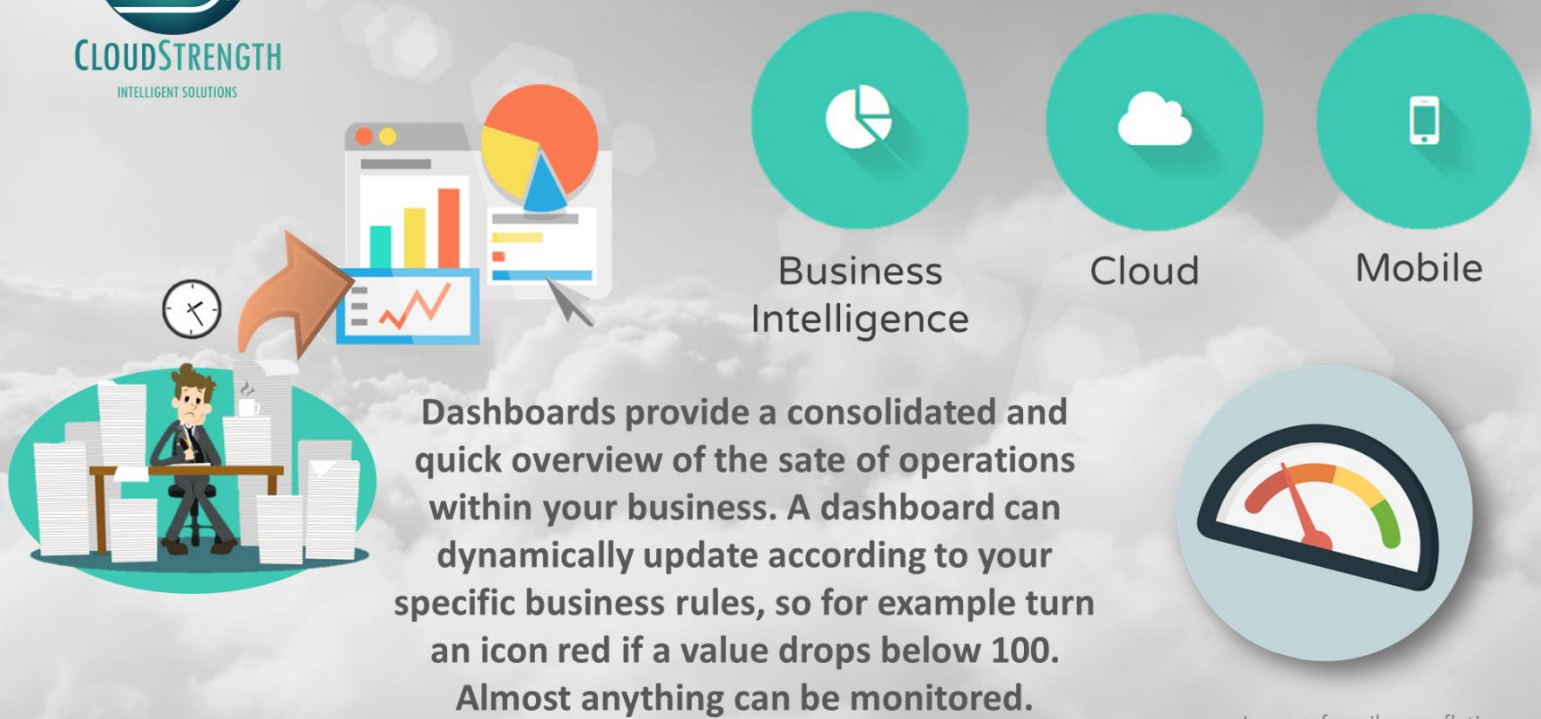 CLOUDSTRENGTH
INTELLIGENT SOLUTIONS
Business
Intelligence
Cloud
Mobile
Dashboards provide a consolidated and
quick overview of the sate of operations
within your business. A dashboard can
dynamically update according to your
specific business rules, so for example turn
an icon red if a value drops below 100.
Almost anything can be monitored.